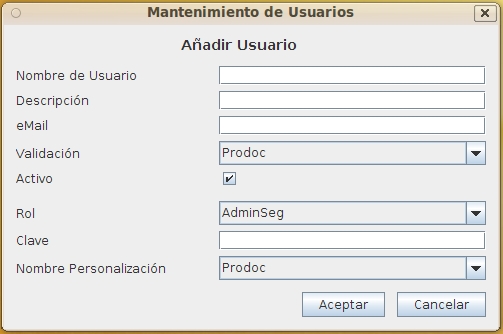 Mantenimiento de Usuarios
Añadir Usuario
Nombre de Usuario
Descripción
eMail
Validación Prodoc
Activo
Rol AdminSeg
Clave
Nombre Personalización Prodoc
Aceptar Cancelar